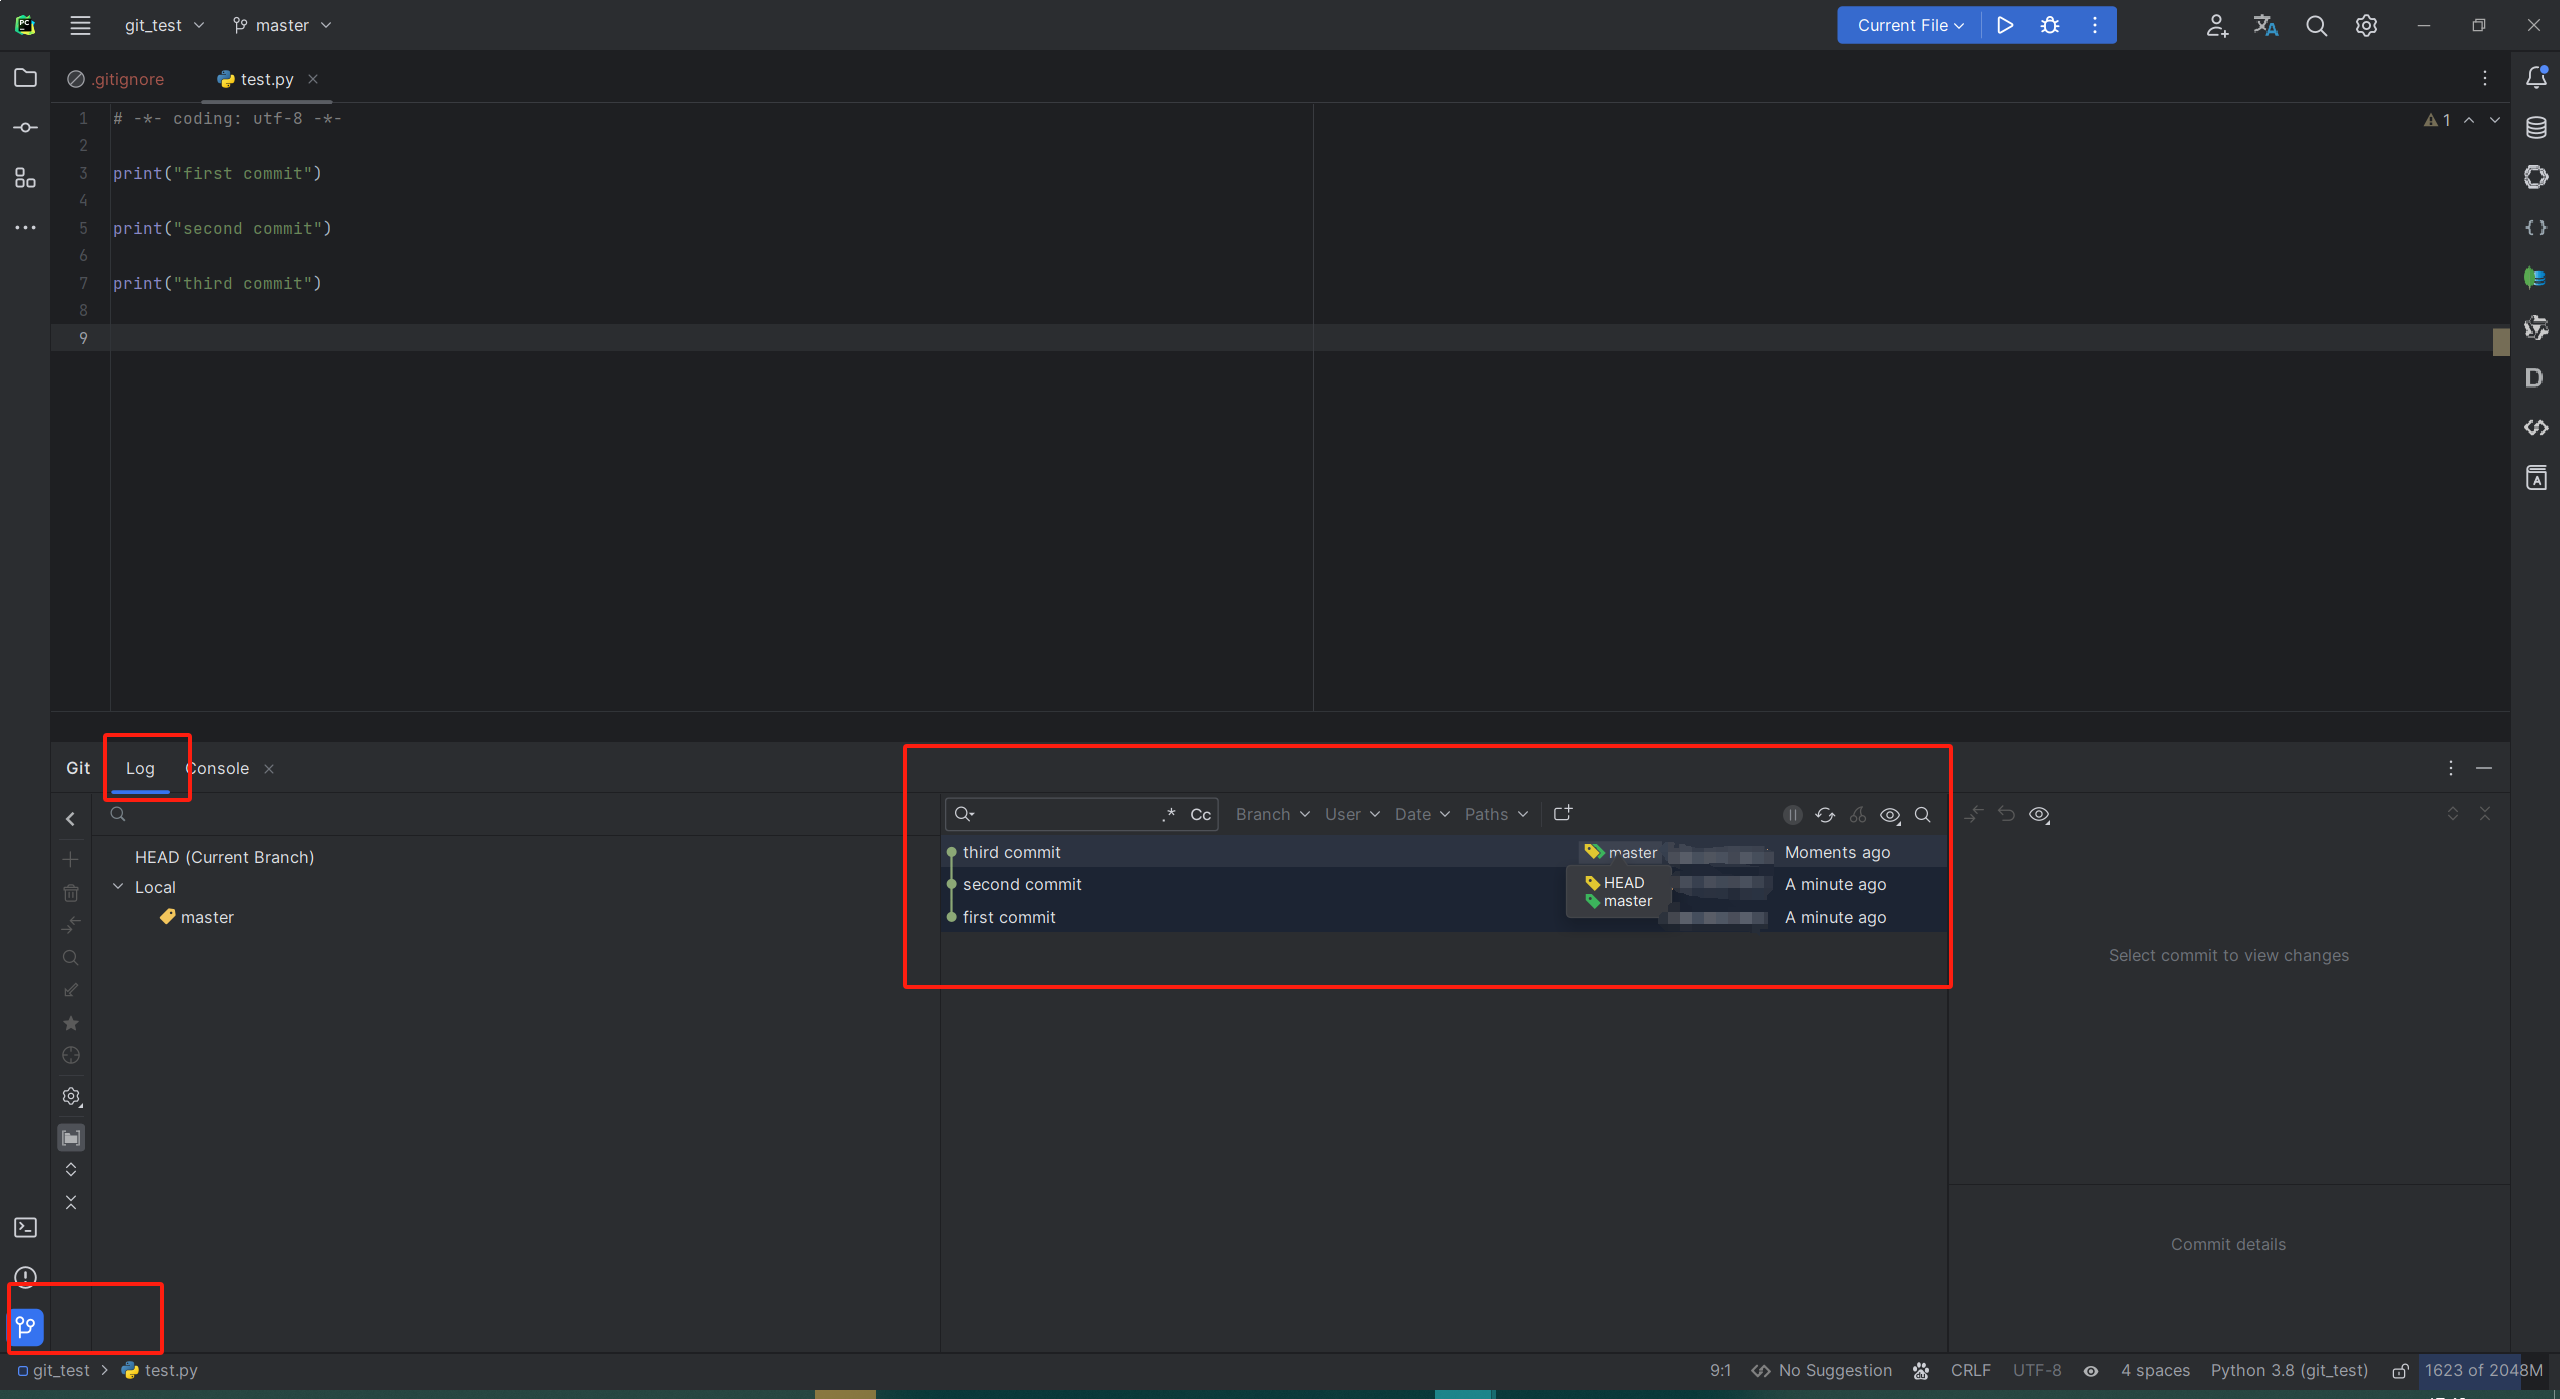 git_test master Current File
.gitignore test.py
1 # -*- coding: utf-8 -*- 1
2
3 print("first commit")
4
5 print("second commit")
6
7 print("third commit")
8
9
Git Log Console
.* Cc Branch User Date Paths
HEAD (Current Branch)
Local
master
third commit master Moments ago
second commit HEAD A minute ago
master
first commit A minute ago
Select commit to view changes
Commit details
git_test test.py 9:1 No Suggestion CRLF UTF-8 4 spaces Python 3.8 (git_test) 1623 of 2048M